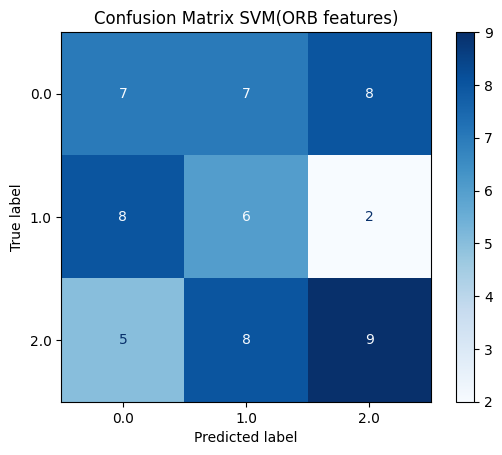 Confusion Matrix SVM(ORB features)
True label
0.0 7 7 8
1.0 8 6 2
2.0 5 8 9
0.0 1.0 2.0
Predicted label
9
8
7
6
5
4
3
2